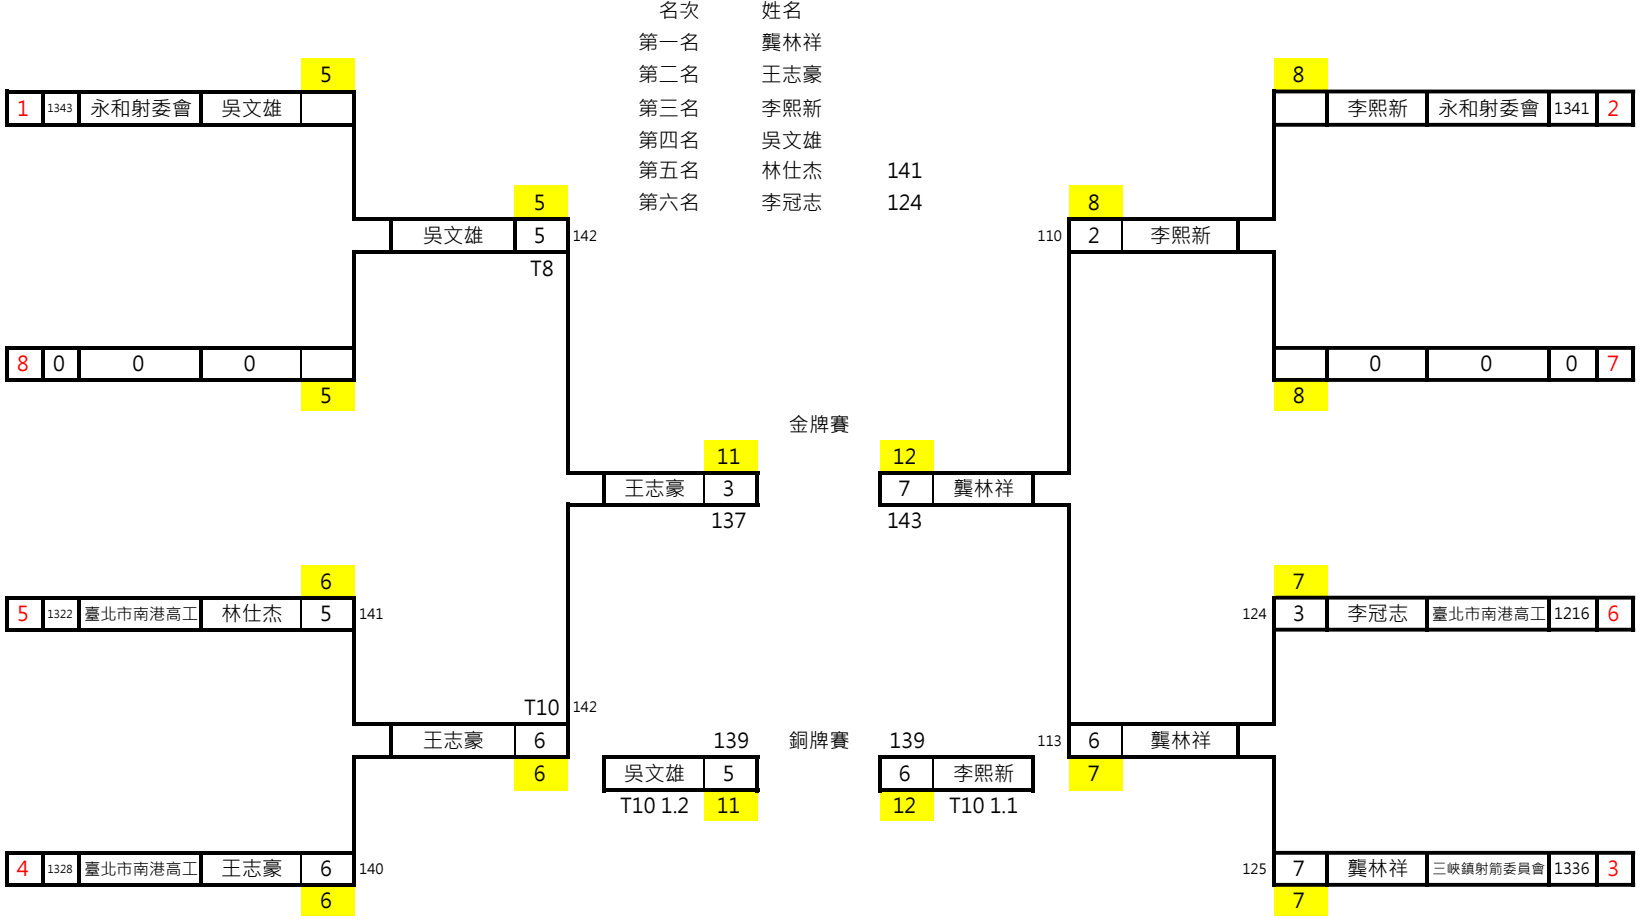 名次 姓名
第一名 龔林祥
5 第二名 王志豪 8
1 1343 永和射委會 吳文雄 第三名 李熙新 李熙新 永和射委會 1341 2
第四名 吳文雄
第五名 林仕杰 141
5 第六名 李冠志 124 8
吳文雄 5 142 110 2 李熙新
T8
8 0 0 0 0 0 0 7
5 8
金牌賽
11 12
王志豪 3 7 龔林祥
137 143
6 7
5 1322 臺北市南港高工 林仕杰 5 141 124 3 李冠志 臺北市南港高工 1216 6
T10 142
王志豪 6 139 銅牌賽 139 113 6 龔林祥
6 吳文雄 5 6 李熙新 7
T10 1.2 11 12 T10 1.1
4 1328 臺北市南港高工 王志豪 6 140 125 7 龔林祥 三峽鎮射箭委員會 1336 3
6 7